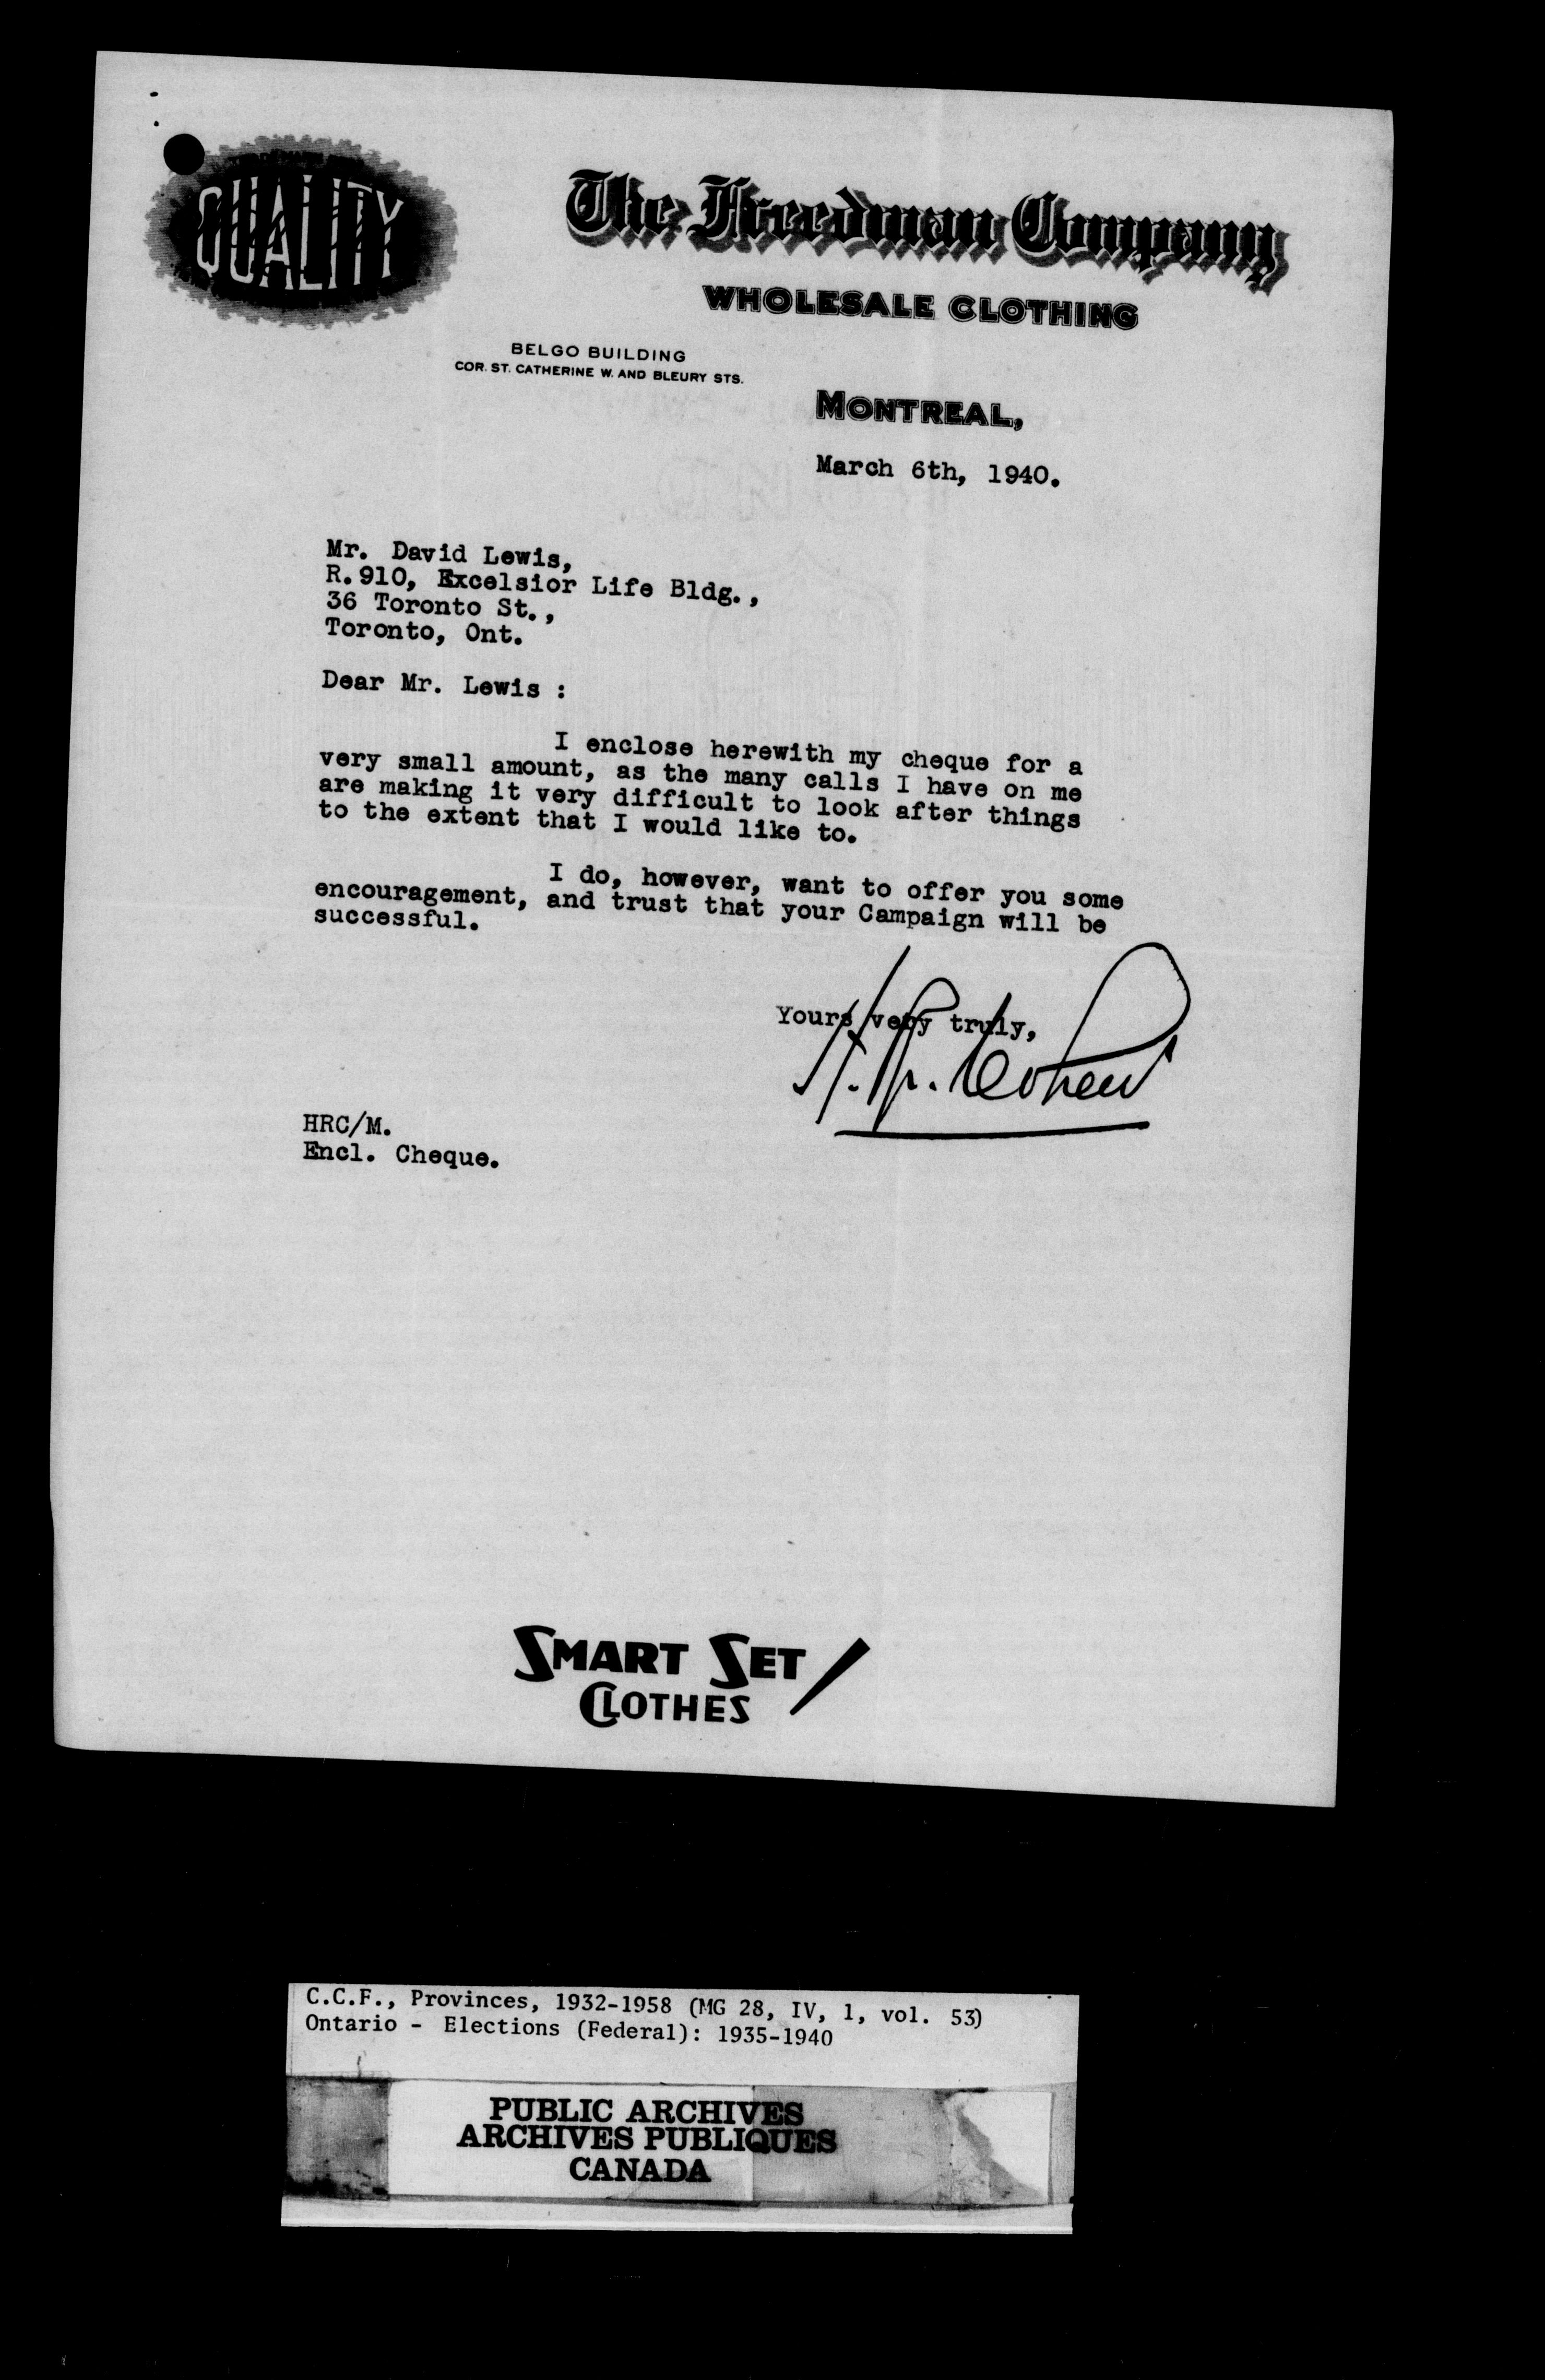 QUALITY
The Freedman Company
WHOLESALE CLOTHING
BELGO BUILDING
COR. ST. CATHERINE W. AND BLEURY STS.
MONTREAL,
March 6th, 1940.
Mr. David Lewis,
R.910, Excelsior Life Bldg.,
36 Toronto St.,
Toronto, Ont.
Dear Mr. Lewis :
I enclose herewith my cheque for a
very small amount, as the many calls I have on me
are making it very difficult to look after things
to the extent that I would like to.
I do, however, want to offer you some
encouragement, and trust that your Campaign will be
successful.
Yours very truly,
H. R. Cohen
HRC/M.
Encl. Cheque.
SMART SET
CLOTHES
C.C.F., Provinces, 1932-1958 (MG 28, IV, 1, vol. 53)
Ontario - Elections (Federal): 1935-1940
PUBLIC ARCHIVES
ARCHIVES PUBLIQUES
CANADA